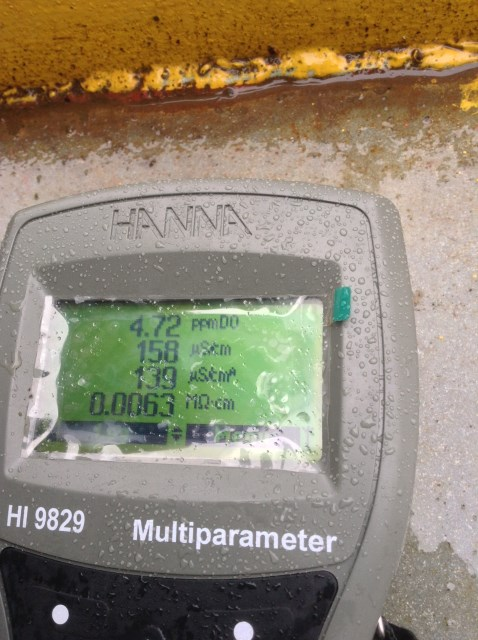 HANNA
4.72 ppmDO
158 µS/cm
139 µS/cmᴬ
0.0063 MΩ·cm
HI 9829
Multiparameter